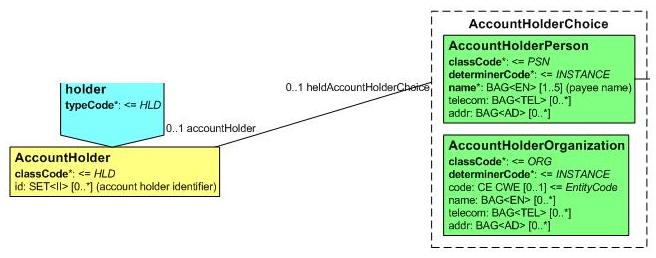 AccountHolderChoice
AccountHolderPerson
classCode*: <= PSN
determinerCode*: <= INSTANCE
name*: BAG<EN> [1..5] (payee name)
telecom: BAG<TEL> [0..*]
addr: BAG<AD> [0..*]
holder
typeCode*: <= HLD
0..1 heldAccountHolderChoice
0..1 accountHolder
AccountHolder
classCode*: <= HLD
id: SET<II> [0..*] (account holder identifier)
AccountHolderOrganization
classCode*: <= ORG
determinerCode*: <= INSTANCE
code: CE CWE [0..1] <= EntityCode
name: BAG<EN> [0..*]
telecom: BAG<TEL> [0..*]
addr: BAG<AD> [0..*]